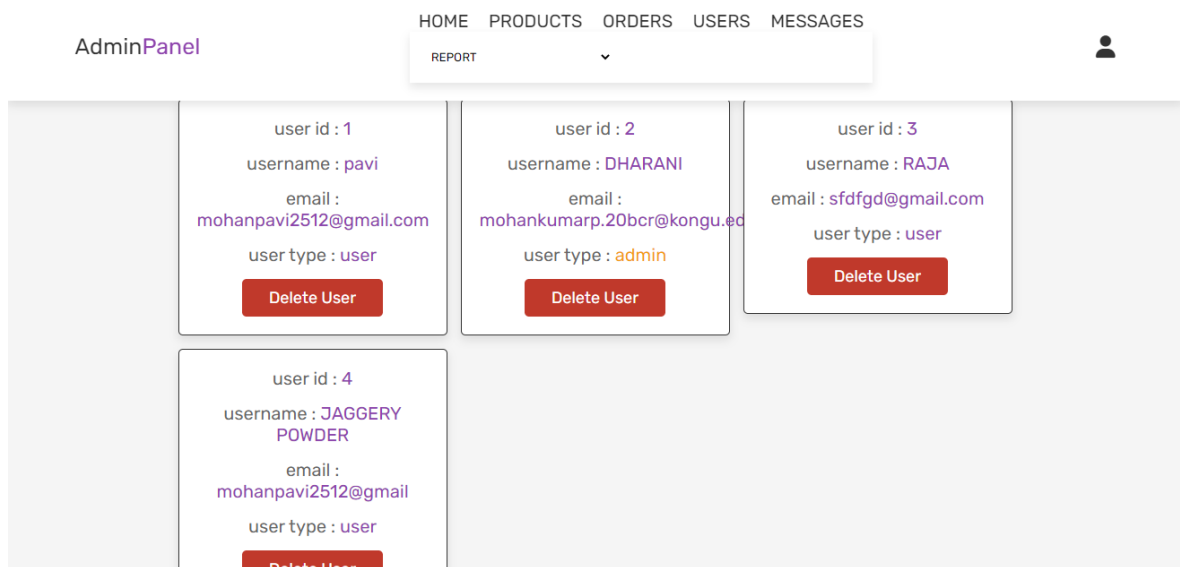 HOME PRODUCTS ORDERS USERS MESSAGES
AdminPanel
REPORT
user id : 1
username : pavi
email :
mohanpavi2512@gmail.com
user type : user
Delete User
user id : 2
username : DHARANI
email :
mohankumarp.20bcr@kongu.ed
user type : admin
Delete User
user id : 3
username : RAJA
email : sfdfgd@gmail.com
user type : user
Delete User
user id : 4
username : JAGGERY
POWDER
email :
mohanpavi2512@gmail
user type : user
Delete User